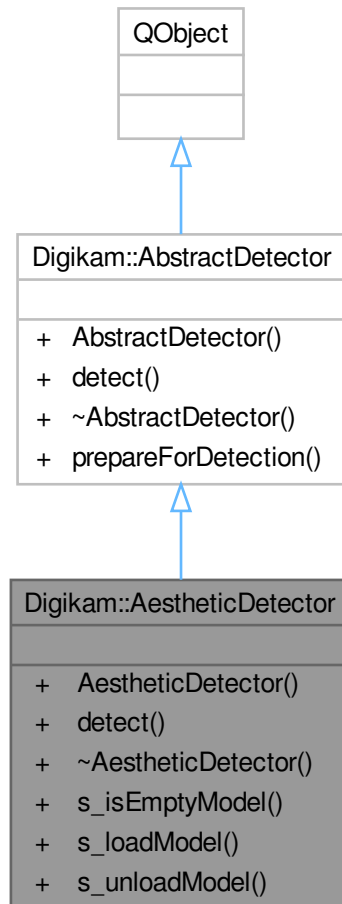 QObject
Digikam::AbstractDetector
+ AbstractDetector()
+ detect()
+ ~AbstractDetector()
+ prepareForDetection()
Digikam::AestheticDetector
+ AestheticDetector()
+ detect()
+ ~AestheticDetector()
+ s_isEmptyModel()
+ s_loadModel()
+ s_unloadModel()